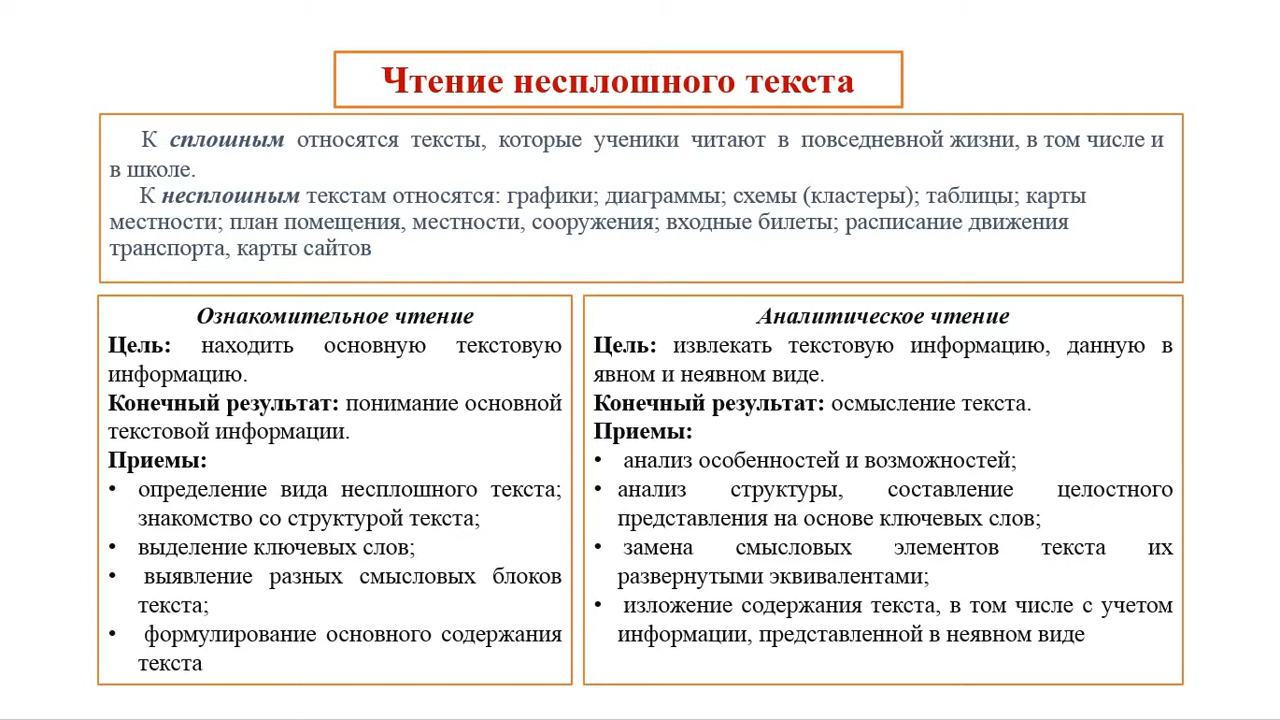 Чтение несплошного текста
К сплошным относятся тексты, которые ученики читают в повседневной жизни, в том числе и
в школе.
К несплошным текстам относятся: графики; диаграммы; схемы (кластеры); таблицы; карты
местности; план помещения, местности, сооружения; входные билеты; расписание движения
транспорта, карты сайтов
Ознакомительное чтение
Цель: находить основную текстовую
информацию.
Конечный результат: понимание основной
текстовой информации.
Приемы:
• определение вида несплошного текста;
знакомство со структурой текста;
• выделение ключевых слов;
• выявление разных смысловых блоков
текста;
• формулирование основного содержания
текста
Аналитическое чтение
Цель: извлекать текстовую информацию, данную в
явном и неявном виде.
Конечный результат: осмысление текста.
Приемы:
• анализ особенностей и возможностей;
• анализ структуры, составление целостного
представления на основе ключевых слов;
• замена смысловых элементов текста их
развернутыми эквивалентами;
• изложение содержания текста, в том числе с учетом
информации, представленной в неявном виде